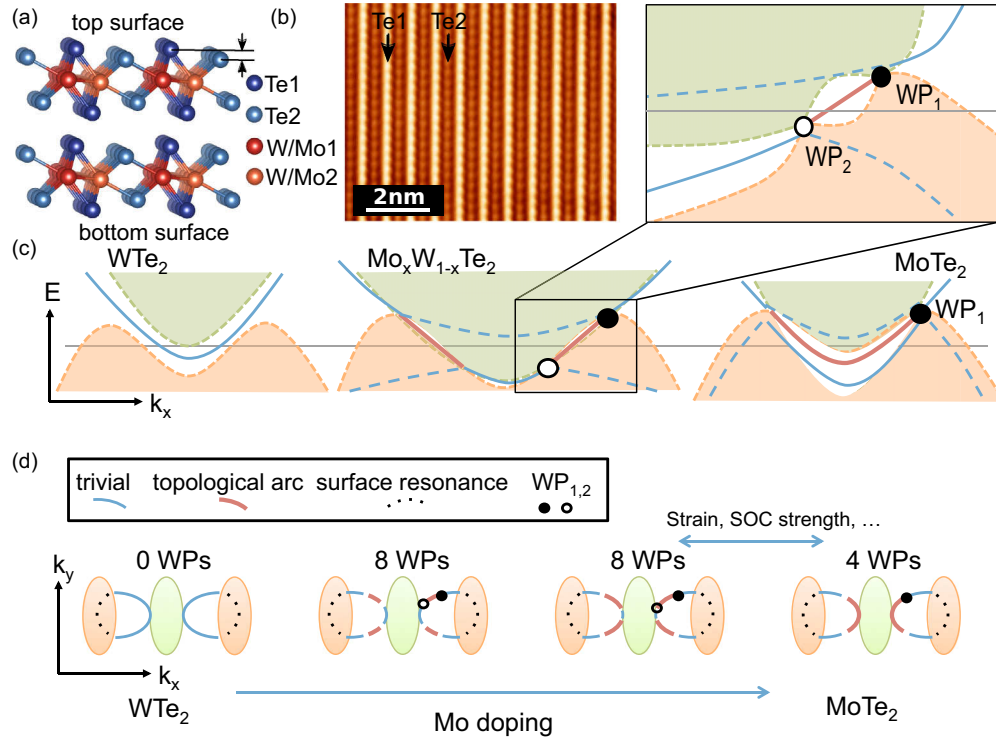 (a)
top surface
Te1
Te2
W/Mo1
W/Mo2
bottom surface
(b)
Te1
Te2
2nm
WP1
WP2
(c)
WTe2
MoxW1-xTe2
MoTe2
E
WP1
kx
(d)
trivial
topological arc
surface resonance
WP1,2
Strain, SOC strength, …
ky
0 WPs
8 WPs
8 WPs
4 WPs
kx
WTe2
Mo doping
MoTe2